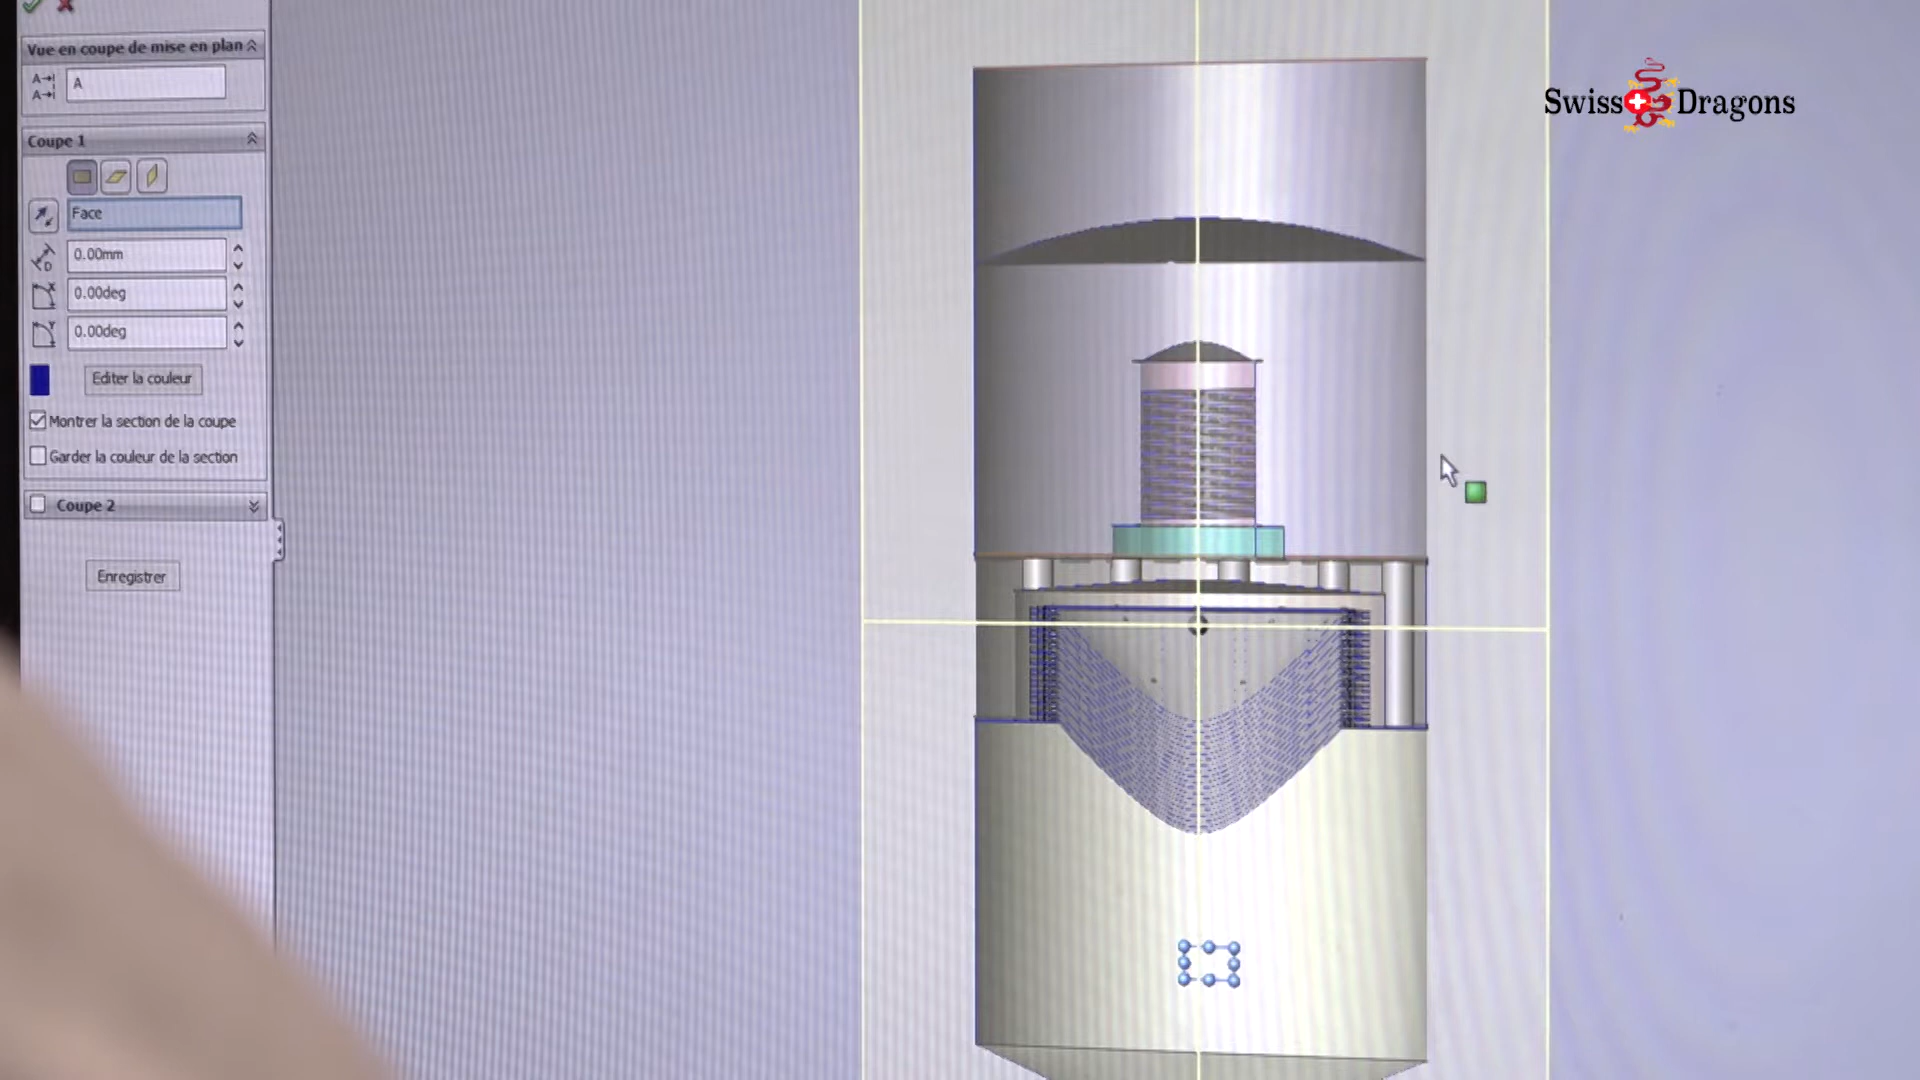 Vue en coupe de mise en plan
A
A
A
Coupe 1
Face
D
0.00mm
X
0.00deg
Y
0.00deg
Editer la couleur
Montrer la section de la coupe
Garder la couleur de la section
Coupe 2
Enregistrer
Swiss Dragons